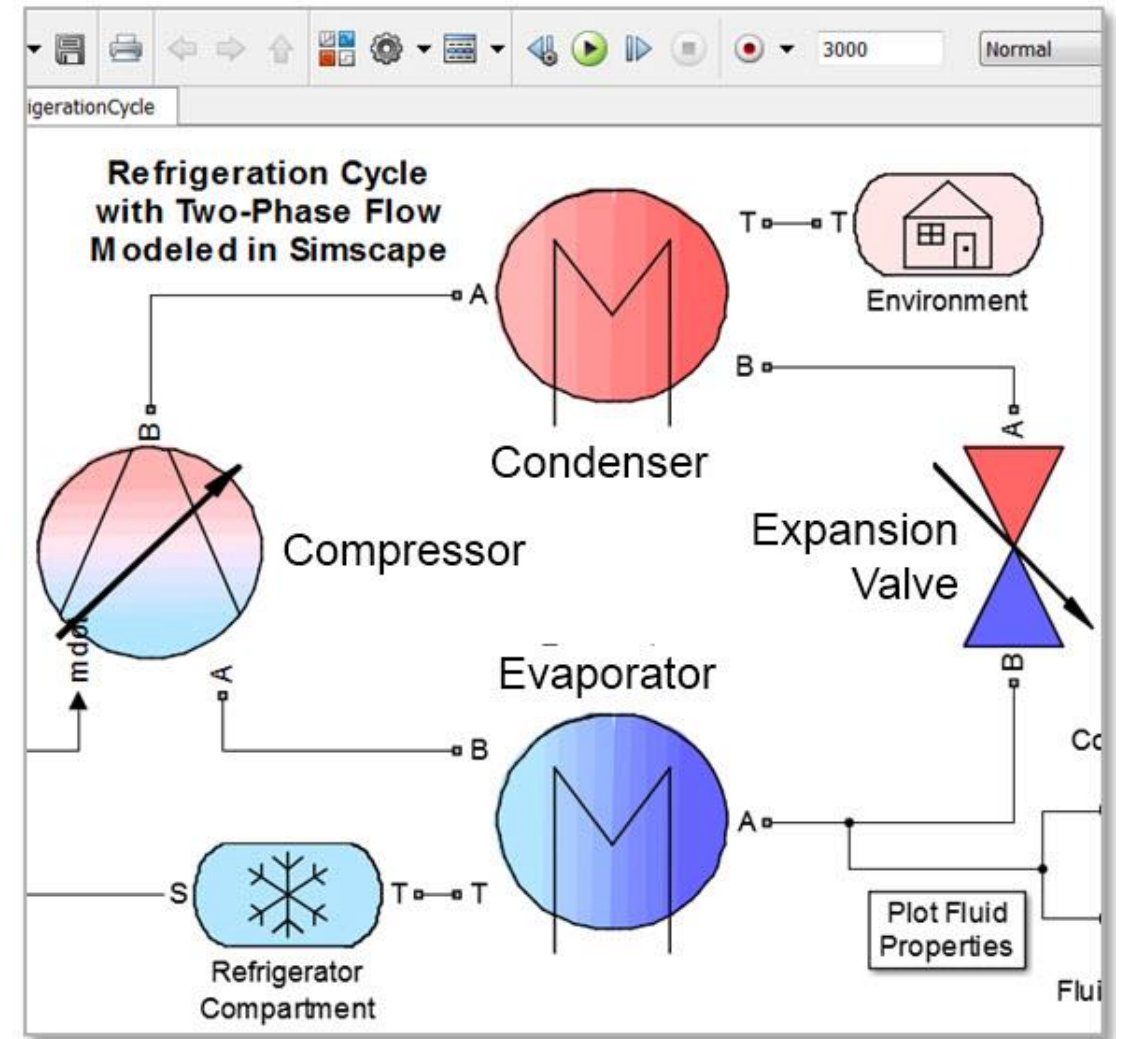 3000
Normal
igerationCycle
Refrigeration Cycle
with Two-Phase Flow
Modeled in Simscape
T T
Environment
A
B
B
A
Condenser
Compressor
Expansion
Valve
A
B
Evaporator
B
A
S
T T
Refrigerator
Compartment
Plot Fluid
Properties
Co
Flui